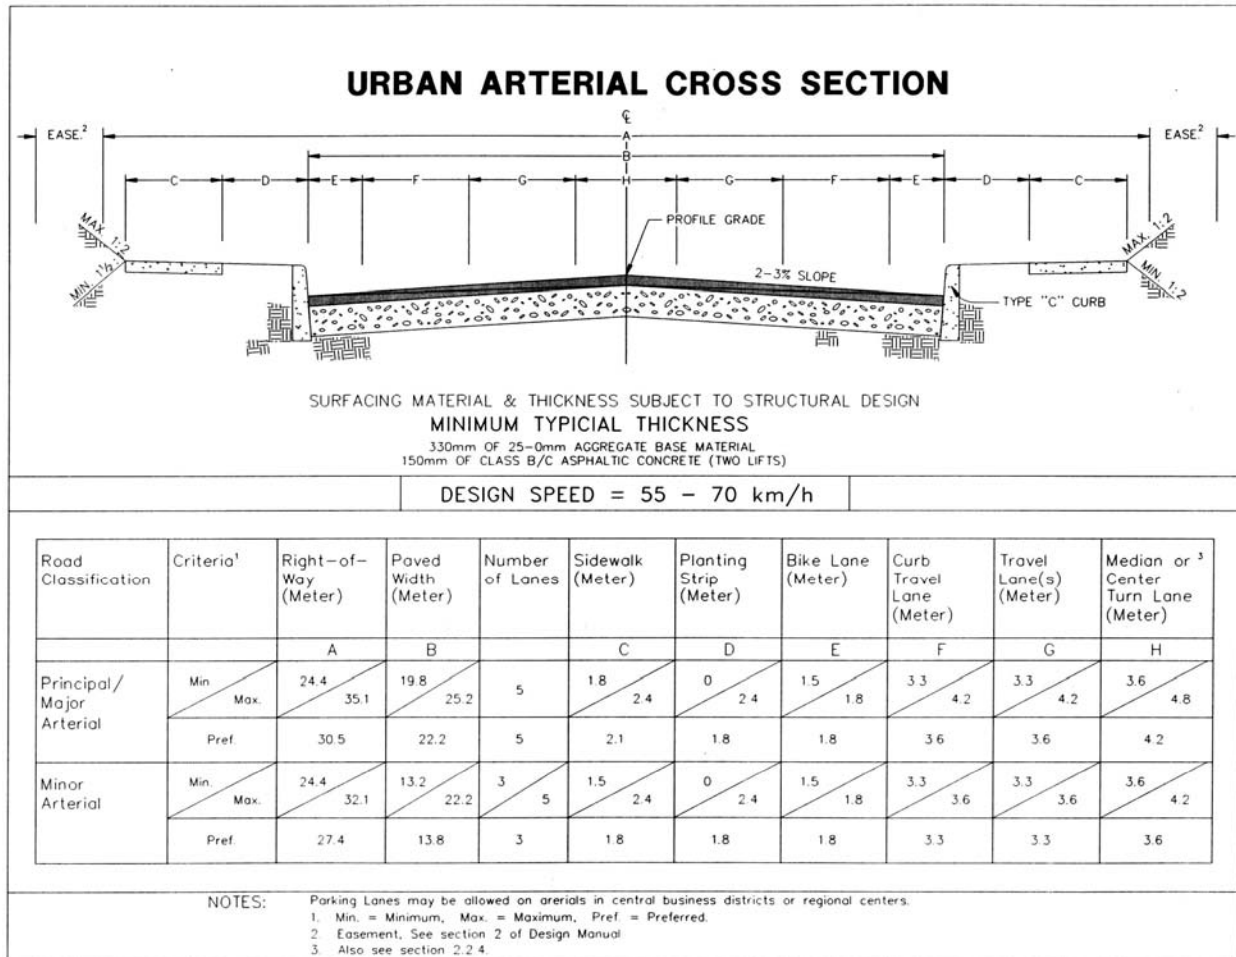 URBAN ARTERIAL CROSS SECTION
℄
EASE.² A EASE.²
B
C D E F G H G F E D C
PROFILE GRADE
MAX. 1:2
MIN. 1½
2-3% SLOPE
MAX. 1:2
MIN. 1:2
TYPE "C" CURB
SURFACING MATERIAL & THICKNESS SUBJECT TO STRUCTURAL DESIGN
MINIMUM TYPICIAL THICKNESS
330mm OF 25-0mm AGGREGATE BASE MATERIAL
150mm OF CLASS B/C ASPHALTIC CONCRETE (TWO LIFTS)
DESIGN SPEED = 55 - 70 km/h
Road Classification Criteria¹ Right-of-Way (Meter) Paved Width (Meter) Number of Lanes Sidewalk (Meter) Planting Strip (Meter) Bike Lane (Meter) Curb Travel Lane (Meter) Travel Lane(s) (Meter) Median or ³ Center Turn Lane (Meter)
A B C D E F G H
Principal/Major Arterial
Min 24.4 19.8 5 1.8 0 1.5 3.3 3.3 3.6
Max. 35.1 25.2 2.4 2 4 1.8 4.2 4.2 4.8
Pref. 30.5 22.2 5 2.1 1.8 1.8 3.6 3.6 4.2
Minor Arterial
Min. 24.4 13.2 3 1.5 0 1.5 3.3 3.3 3.6
Max. 32.1 22.2 5 2.4 2.4 1.8 3.6 3.6 4.2
Pref. 27.4 13.8 3 1.8 1.8 1.8 3.3 3.3 3.6
NOTES: Parking Lanes may be allowed on arerials in central business districts or regional centers.
1. Min. = Minimum, Max. = Maximum, Pref. = Preferred.
2. Easement, See section 2 of Design Manual
3. Also see section 2.2.4.